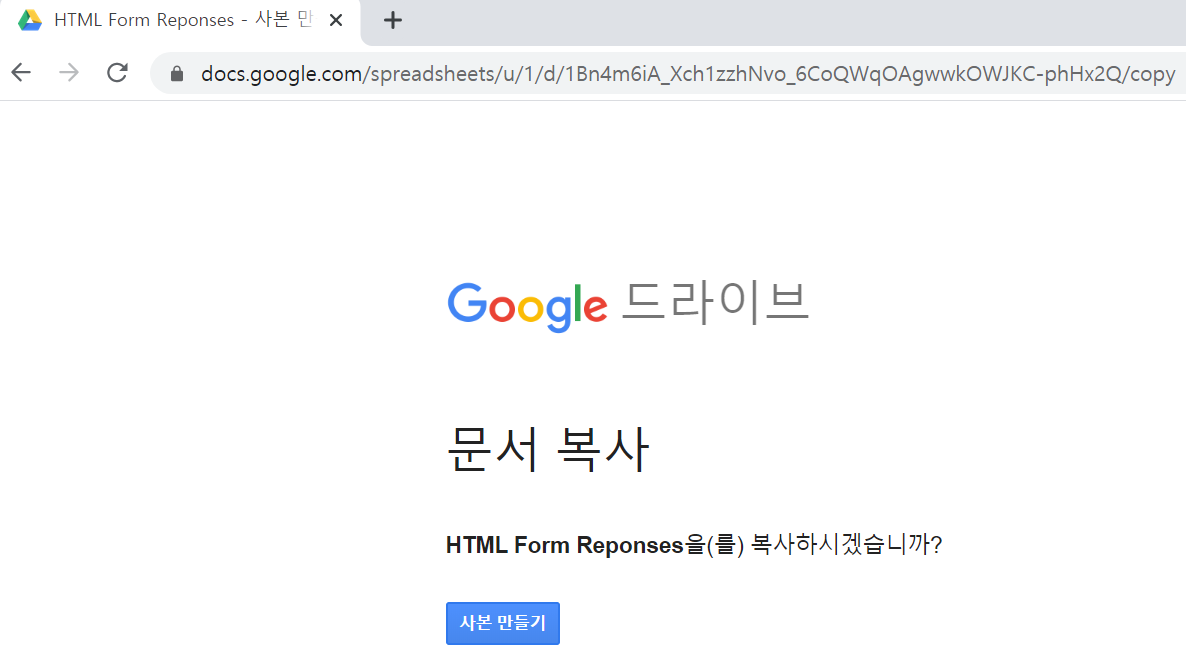 HTML Form Reponses - 사본 만
docs.google.com/spreadsheets/u/1/d/1Bn4m6iA_Xch1zzhNvo_6CoQWqOAgwwkOWJKC-phHx2Q/copy
Google 드라이브
문서 복사
HTML Form Reponses을(를) 복사하시겠습니까?
사본 만들기